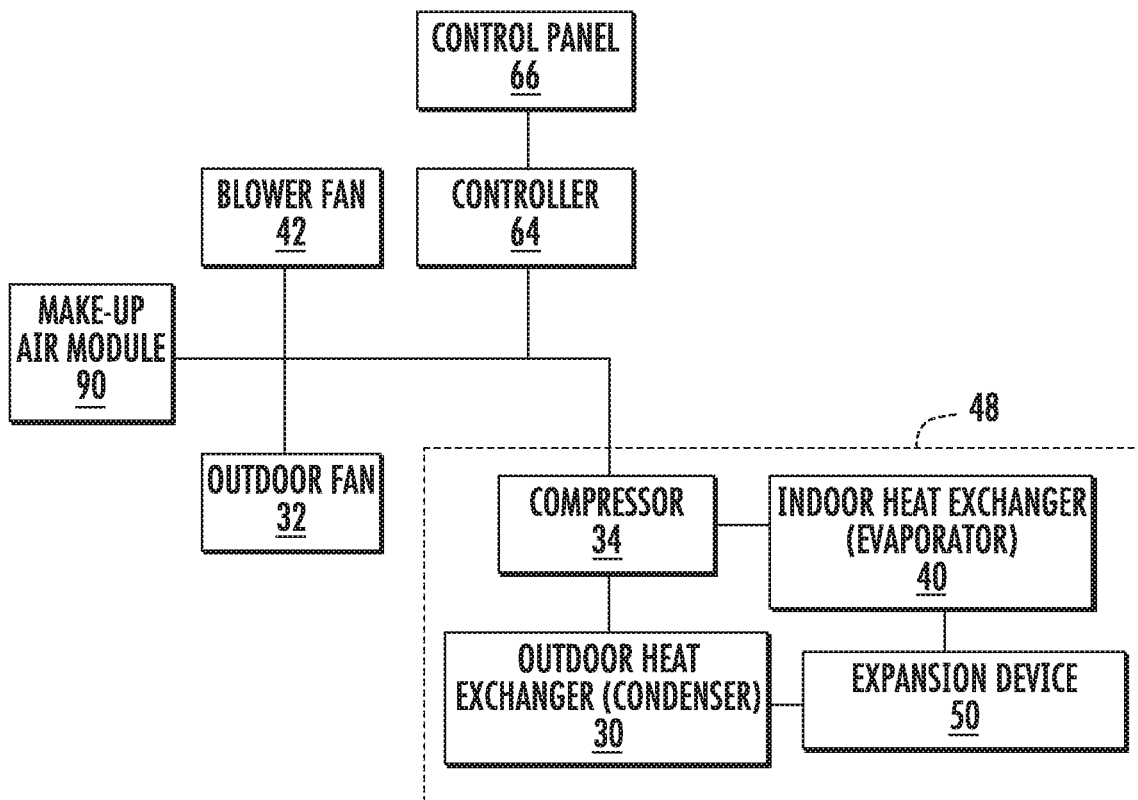 CONTROL PANEL
66
BLOWER FAN
42
CONTROLLER
64
MAKE-UP
AIR MODULE
90
48
OUTDOOR FAN
32
COMPRESSOR
34
INDOOR HEAT EXCHANGER
(EVAPORATOR)
40
OUTDOOR HEAT
EXCHANGER (CONDENSER)
30
EXPANSION DEVICE
50